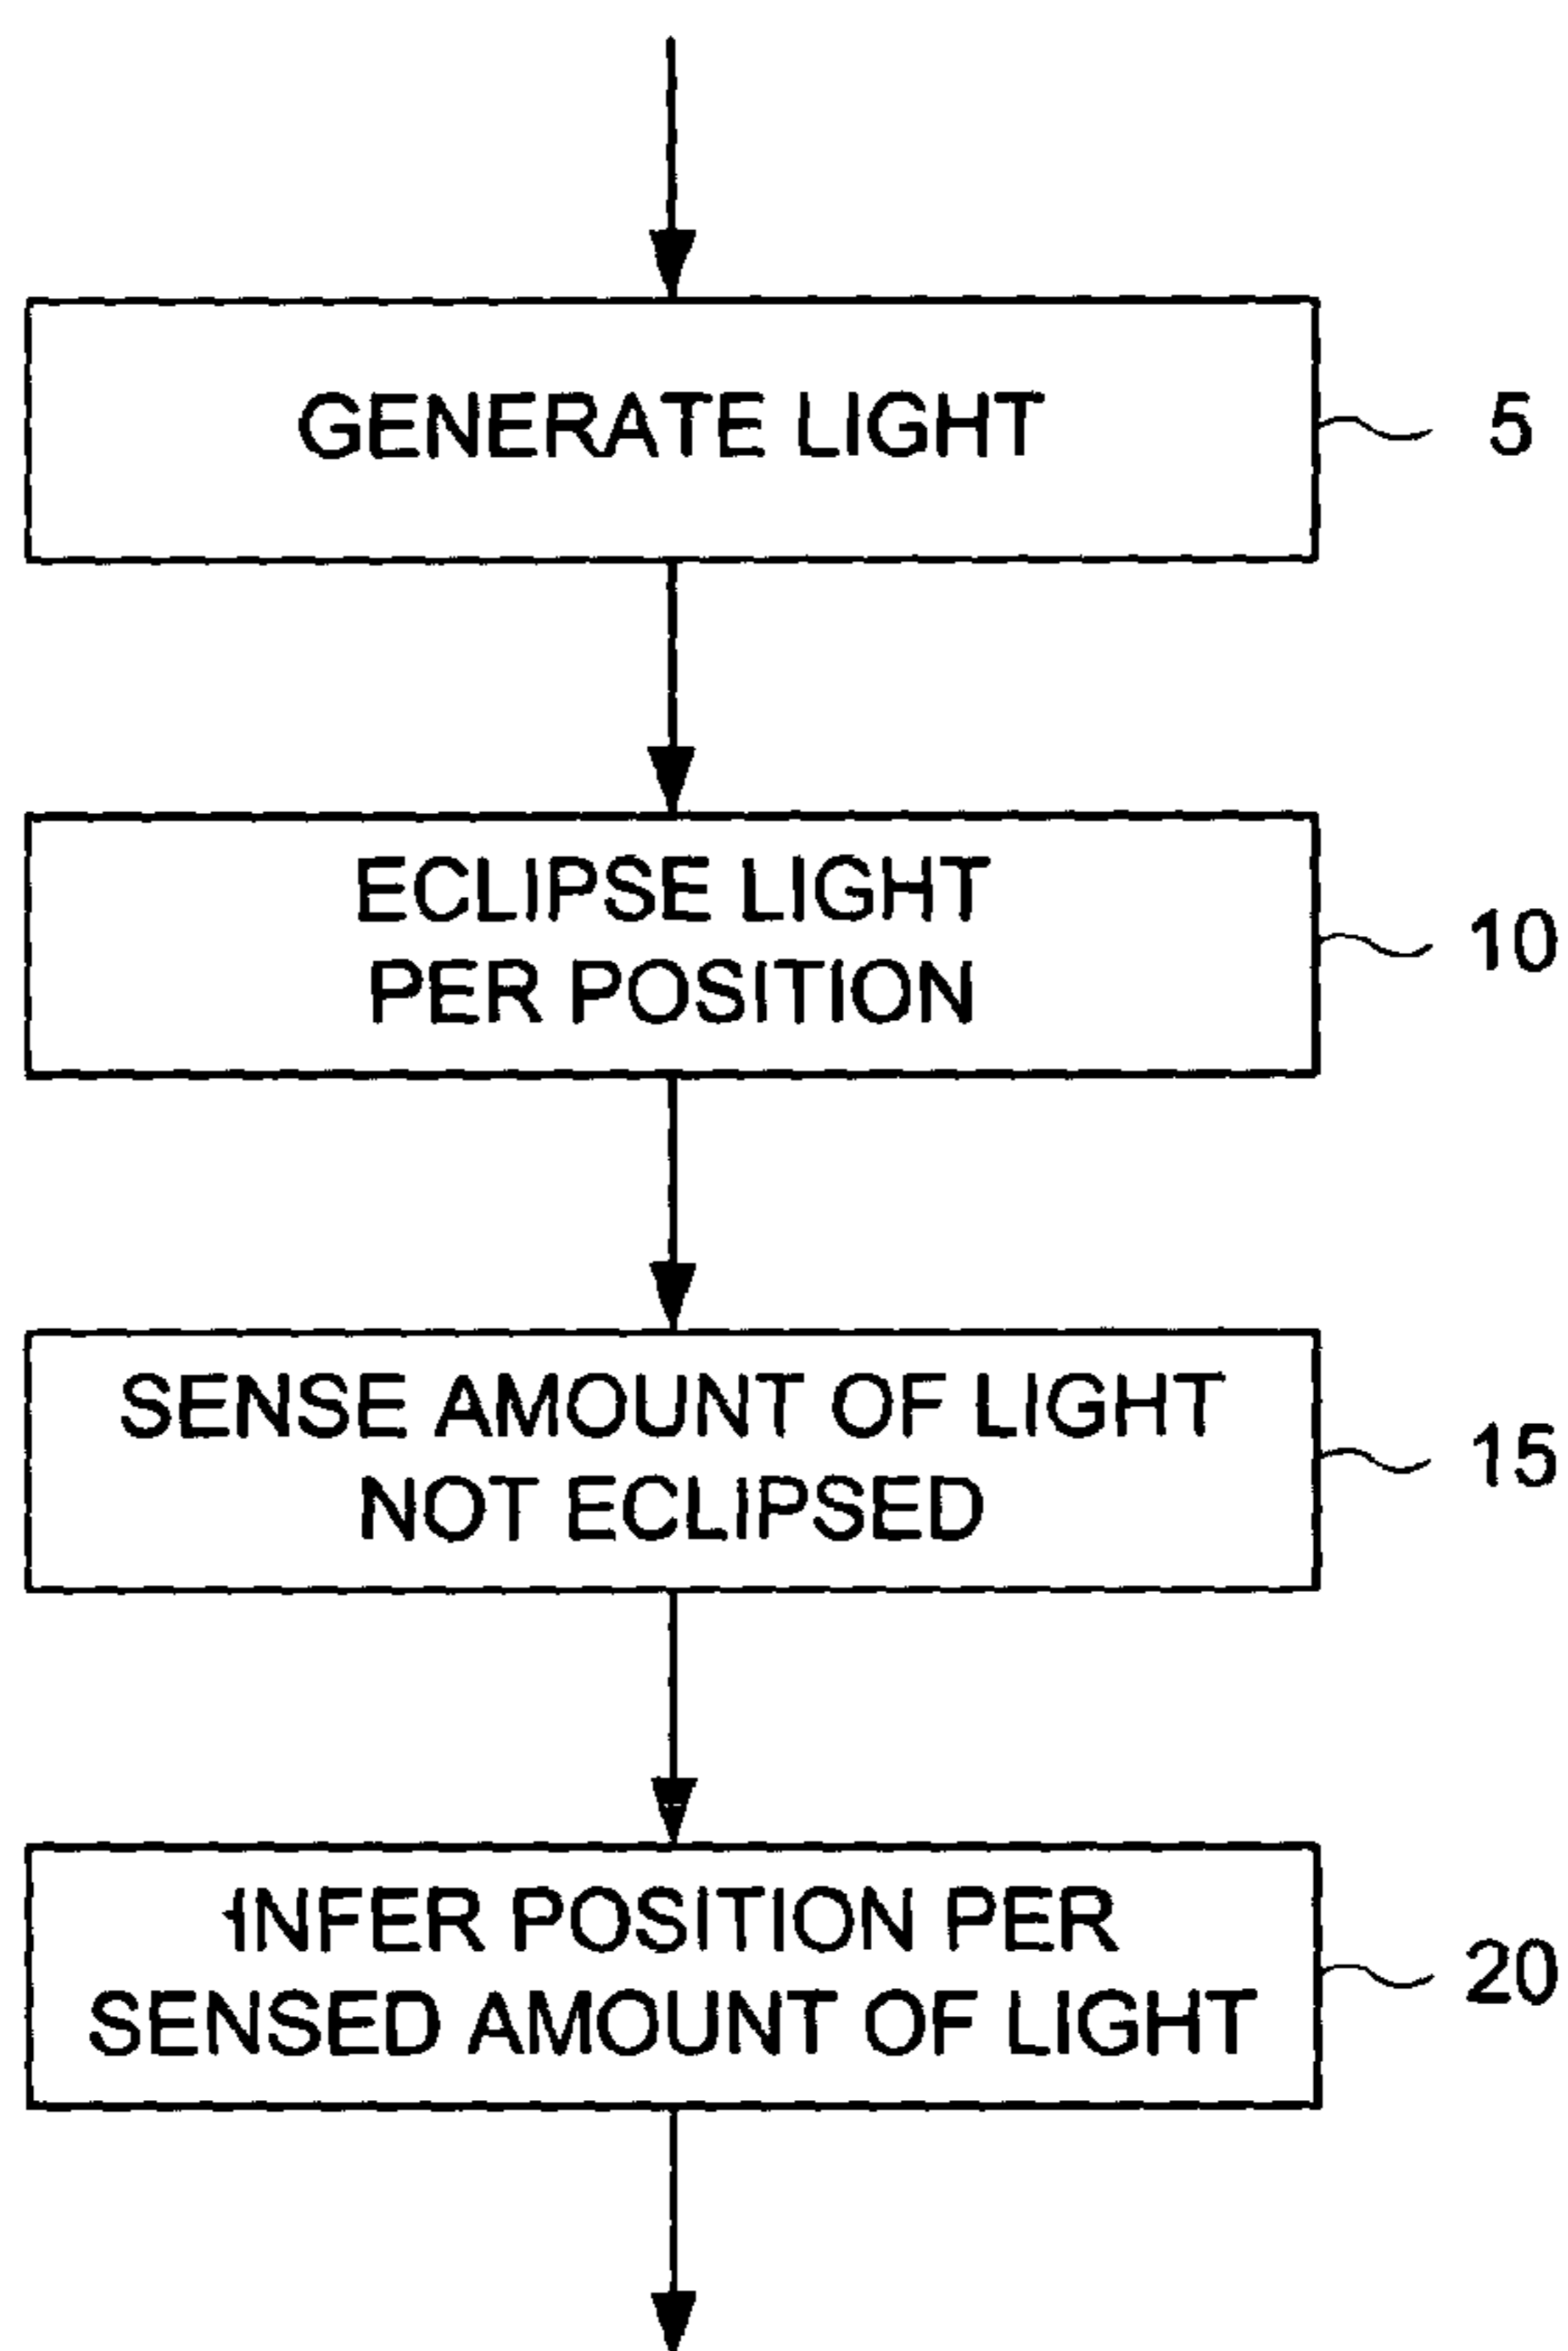 GENERATE LIGHT
5
ECLIPSE LIGHT
PER POSITION
10
SENSE AMOUNT OF LIGHT
NOT ECLIPSED
15
INFER POSITION PER
SENSED AMOUNT OF LIGHT
20